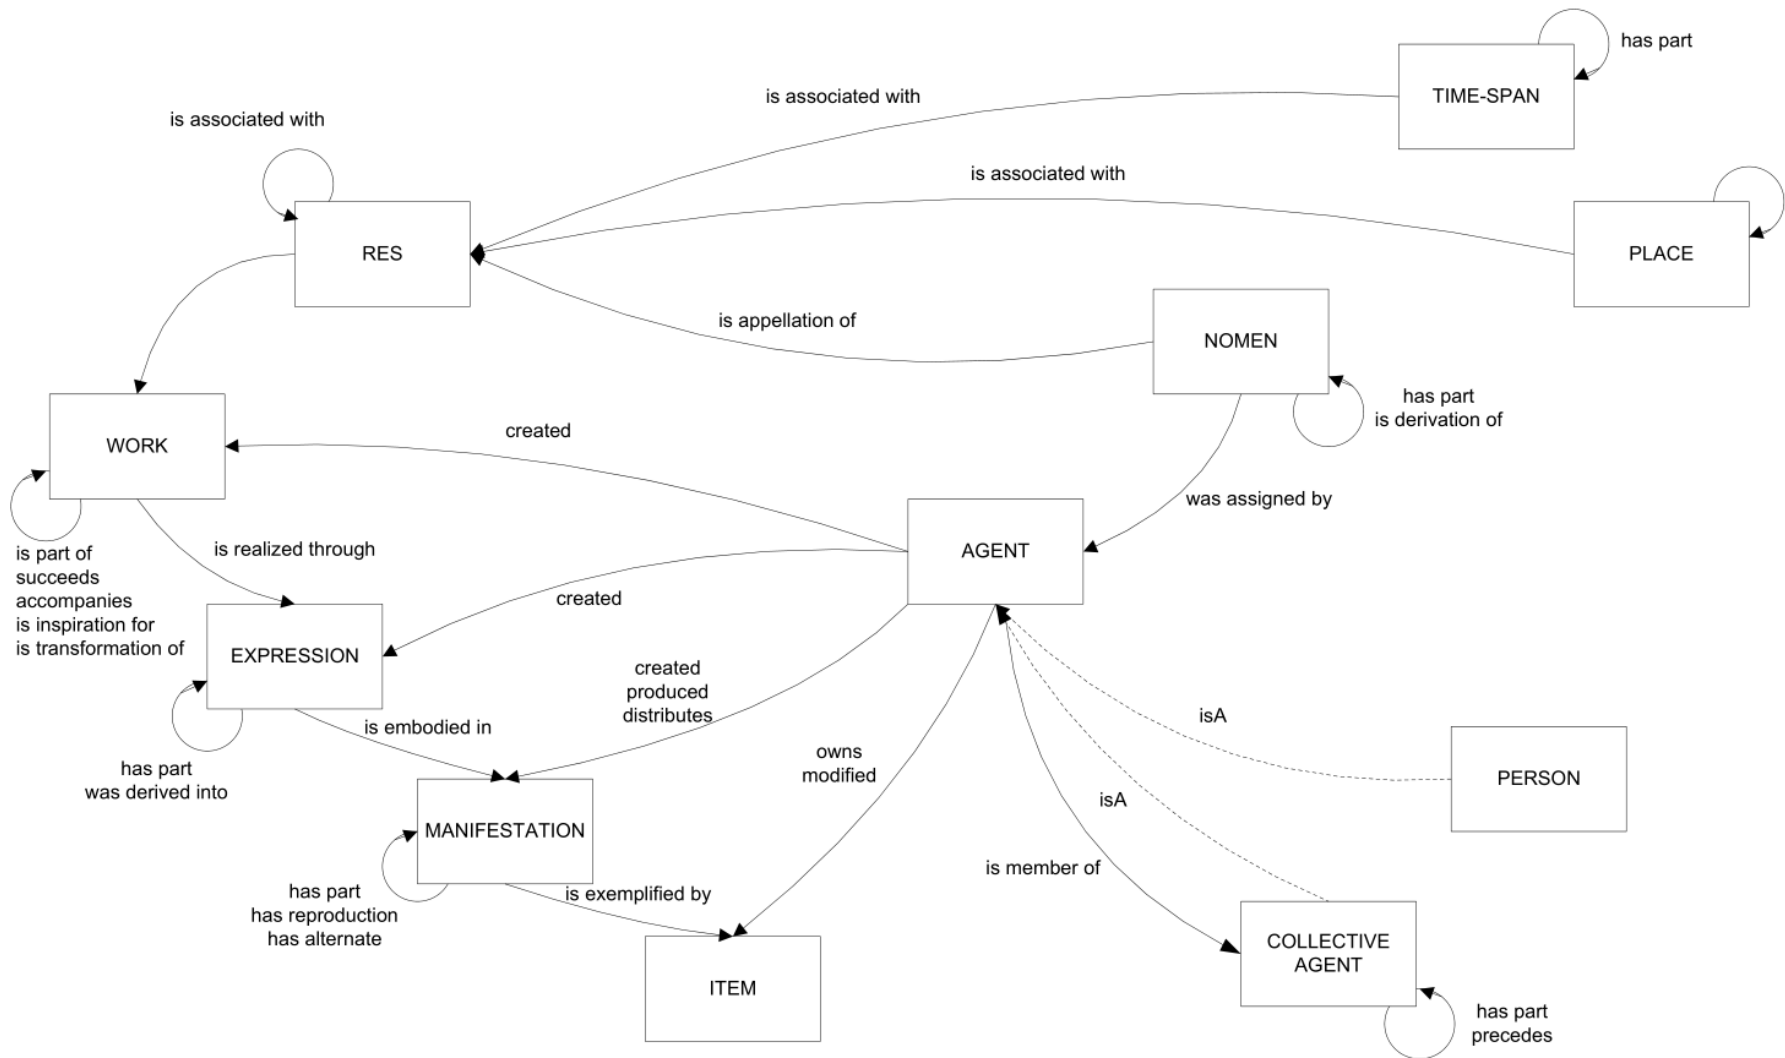 has part
TIME-SPAN
is associated with
is associated with
is associated with
RES
PLACE
is appellation of
NOMEN
has part
is derivation of
created
WORK
was assigned by
is realized through
AGENT
is part of
succeeds
accompanies
is inspiration for
is transformation of
created
EXPRESSION
created
produced
distributes
is embodied in
isA
owns
modified
has part
was derived into
PERSON
isA
MANIFESTATION
is member of
is exemplified by
has part
has reproduction
has alternate
COLLECTIVE
AGENT
ITEM
has part
precedes